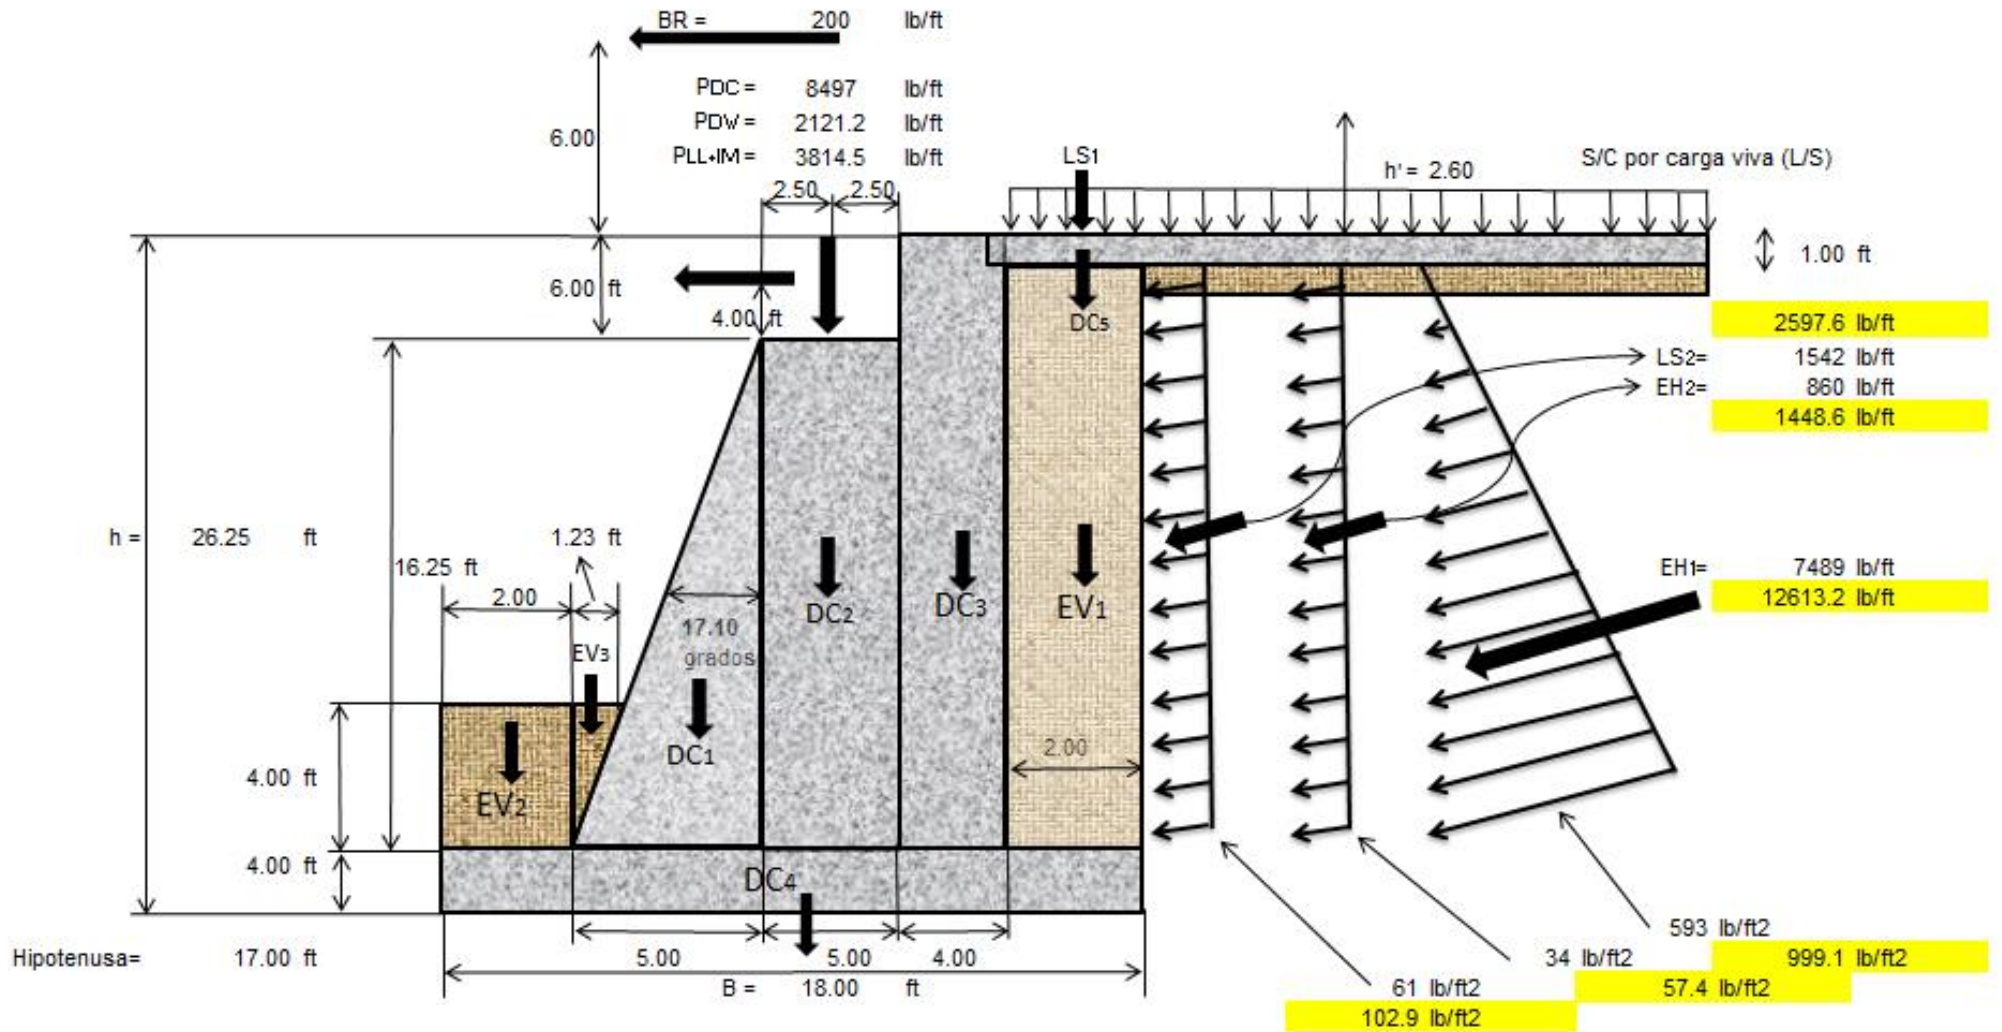 BR = 200 lb/ft
PDC = 8497 lb/ft
PDW = 2121.2 lb/ft
PLL+IM = 3814.5 lb/ft
6.00
LS1
S/C por carga viva (L/S)
h' = 2.60
2.50 2.50
1.00 ft
6.00 ft
4.00 ft
DC5
2597.6 lb/ft
LS2= 1542 lb/ft
EH2= 860 lb/ft
1448.6 lb/ft
h = 26.25 ft
1.23 ft
16.25 ft
2.00
EH1= 7489 lb/ft
12613.2 lb/ft
DC2
DC3
EV1
17.10
grados
EV3
DC1
2.00
4.00 ft
EV2
4.00 ft
DC4
593 lb/ft2
Hipotenusa= 17.00 ft
5.00 5.00 4.00
34 lb/ft2
999.1 lb/ft2
B = 18.00 ft
61 lb/ft2
57.4 lb/ft2
102.9 lb/ft2